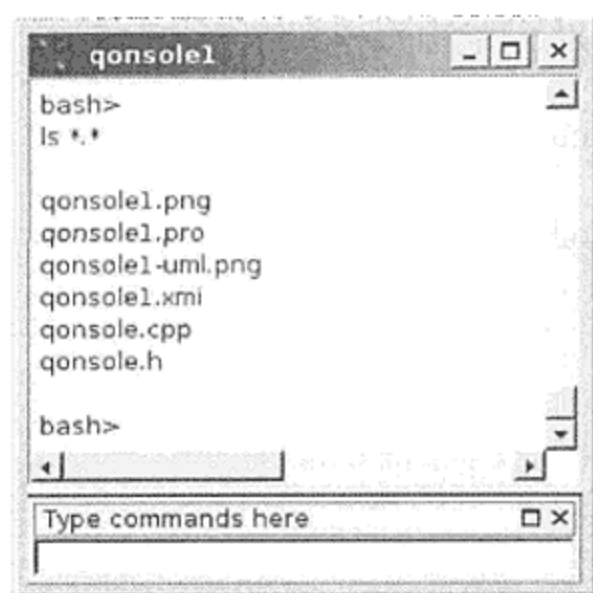 qonsole1
bash>
ls *.*
qonsole1.png
qonsole1.pro
qonsole1-uml.png
qonsole1.xmi
qonsole.cpp
qonsole.h
bash>
Type commands here